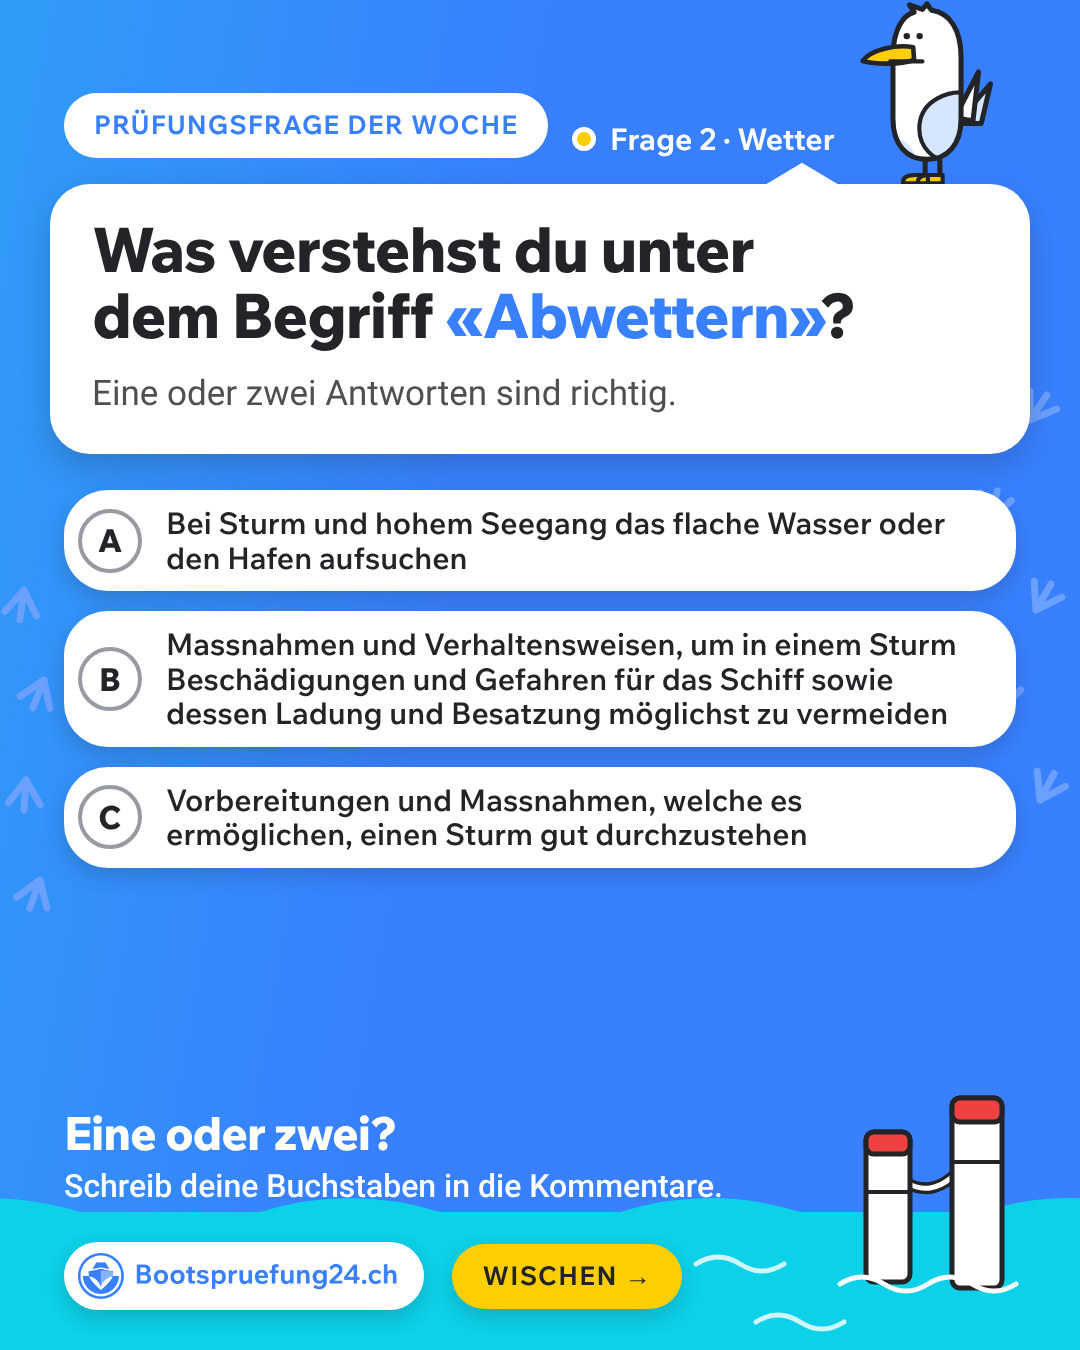 PRÜFUNGSFRAGE DER WOCHE
Frage 2 · Wetter
Was verstehst du unter
dem Begriff «Abwettern»?
Eine oder zwei Antworten sind richtig.
A
Bei Sturm und hohem Seegang das flache Wasser oder
den Hafen aufsuchen
B
Massnahmen und Verhaltensweisen, um in einem Sturm
Beschädigungen und Gefahren für das Schiff sowie
dessen Ladung und Besatzung möglichst zu vermeiden
C
Vorbereitungen und Massnahmen, welche es
ermöglichen, einen Sturm gut durchzustehen
Eine oder zwei?
Schreib deine Buchstaben in die Kommentare.
Bootspruefung24.ch
WISCHEN →